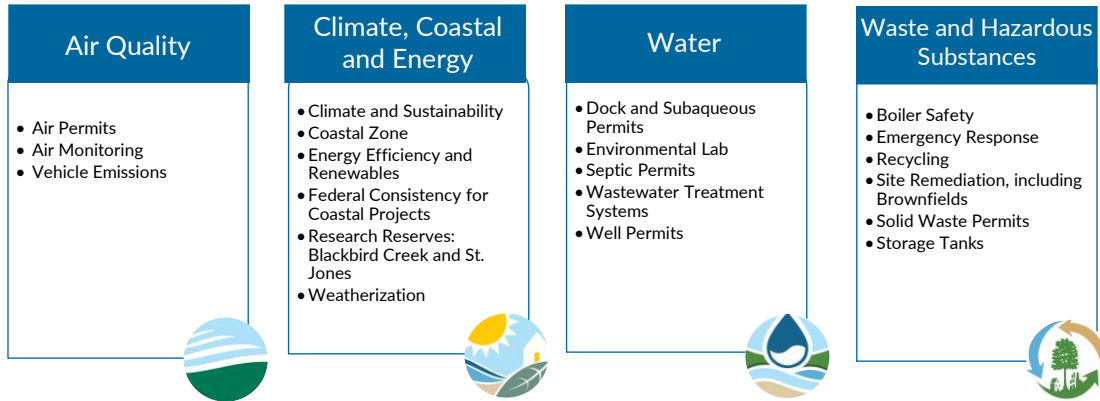 Air Quality
• Air Permits
• Air Monitoring
• Vehicle Emissions
Climate, Coastal
and Energy
• Climate and Sustainability
• Coastal Zone
• Energy Efficiency and
Renewables
• Federal Consistency for
Coastal Projects
• Research Reserves:
Blackbird Creek and St.
Jones
• Weatherization
Water
• Dock and Subaqueous
Permits
• Environmental Lab
• Septic Permits
• Wastewater Treatment
Systems
• Well Permits
Waste and Hazardous
Substances
• Boiler Safety
• Emergency Response
• Recycling
• Site Remediation, including
Brownfields
• Solid Waste Permits
• Storage Tanks